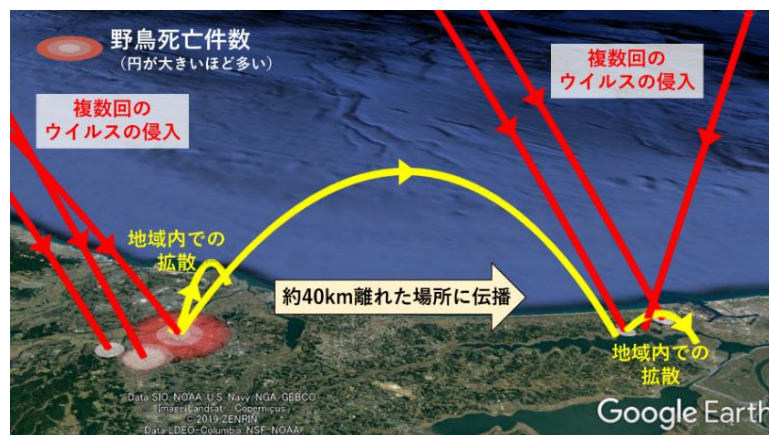 野鳥死亡件数
（円が大きいほど多い）
複数回の
ウイルスの侵入
複数回の
ウイルスの侵入
地域内での
拡散
約40km離れた場所に伝播
地域内での
拡散
Data SIO, NOAA, U.S. Navy, NGA, GEBCO
Image Landsat / Copernicus
© 2019 ZENRIN
Data LDEO-Columbia, NSF, NOAA
Google Earth